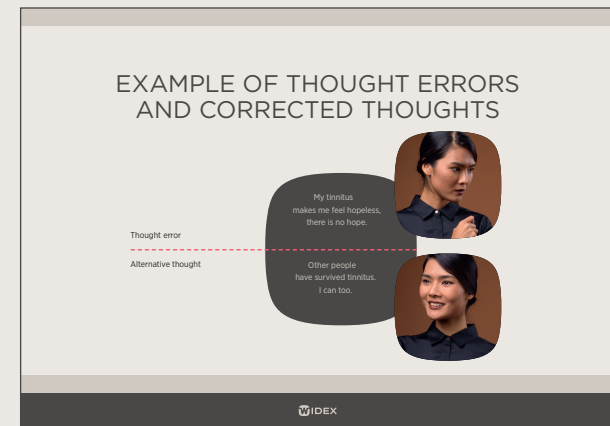 EXAMPLE OF THOUGHT ERRORS
AND CORRECTED THOUGHTS
My tinnitus
makes me feel hopeless,
there is no hope.
Thought error
Alternative thought
Other people
have survived tinnitus.
I can too.
WIDEX